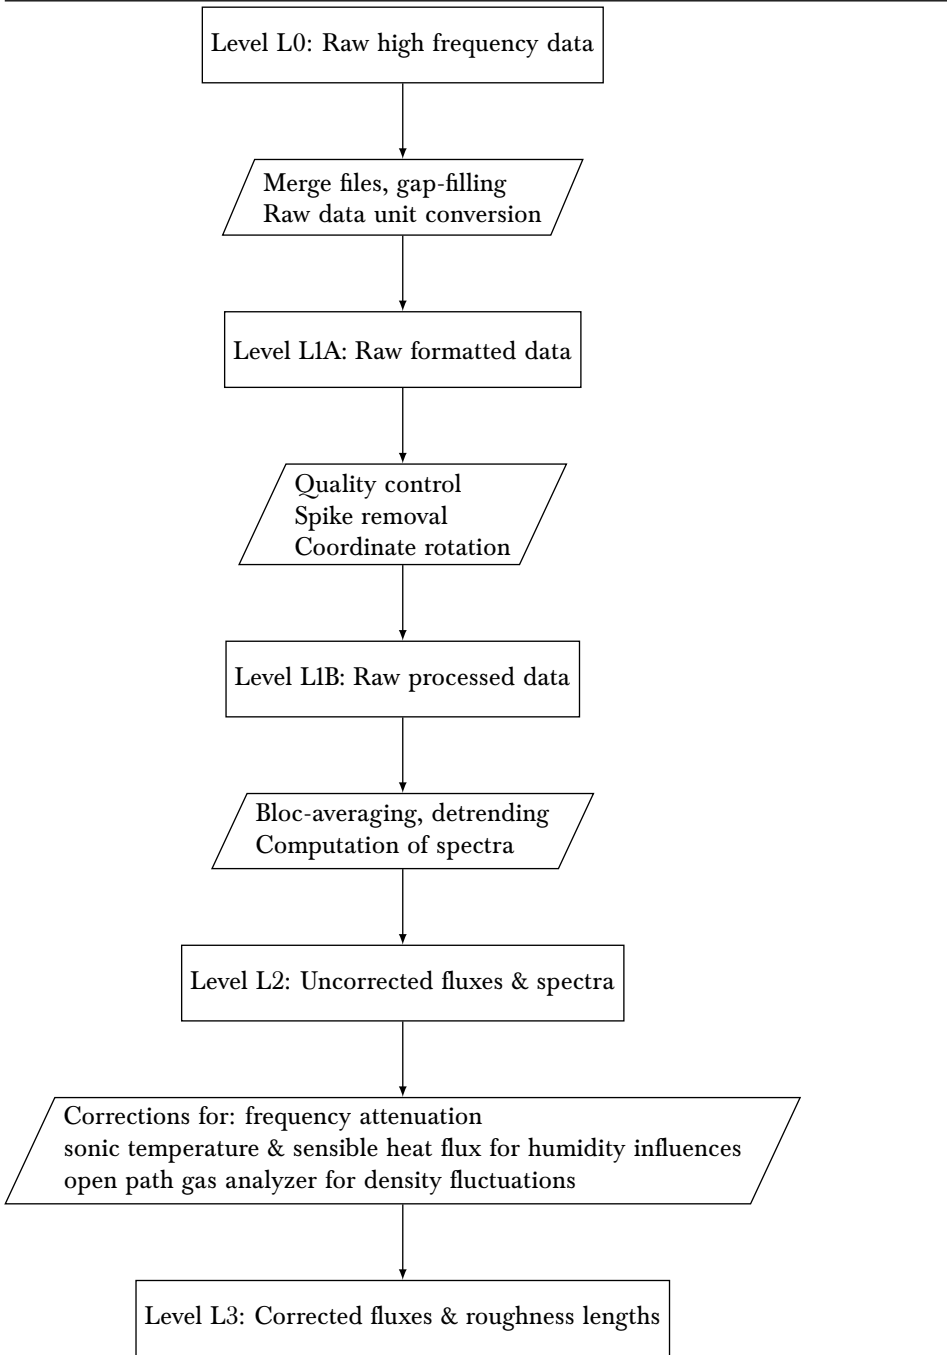 Level L0: Raw high frequency data
Merge files, gap-filling
Raw data unit conversion
Level L1A: Raw formatted data
Quality control
Spike removal
Coordinate rotation
Level L1B: Raw processed data
Bloc-averaging, detrending
Computation of spectra
Level L2: Uncorrected fluxes & spectra
Corrections for: frequency attenuation
sonic temperature & sensible heat flux for humidity influences
open path gas analyzer for density fluctuations
Level L3: Corrected fluxes & roughness lengths